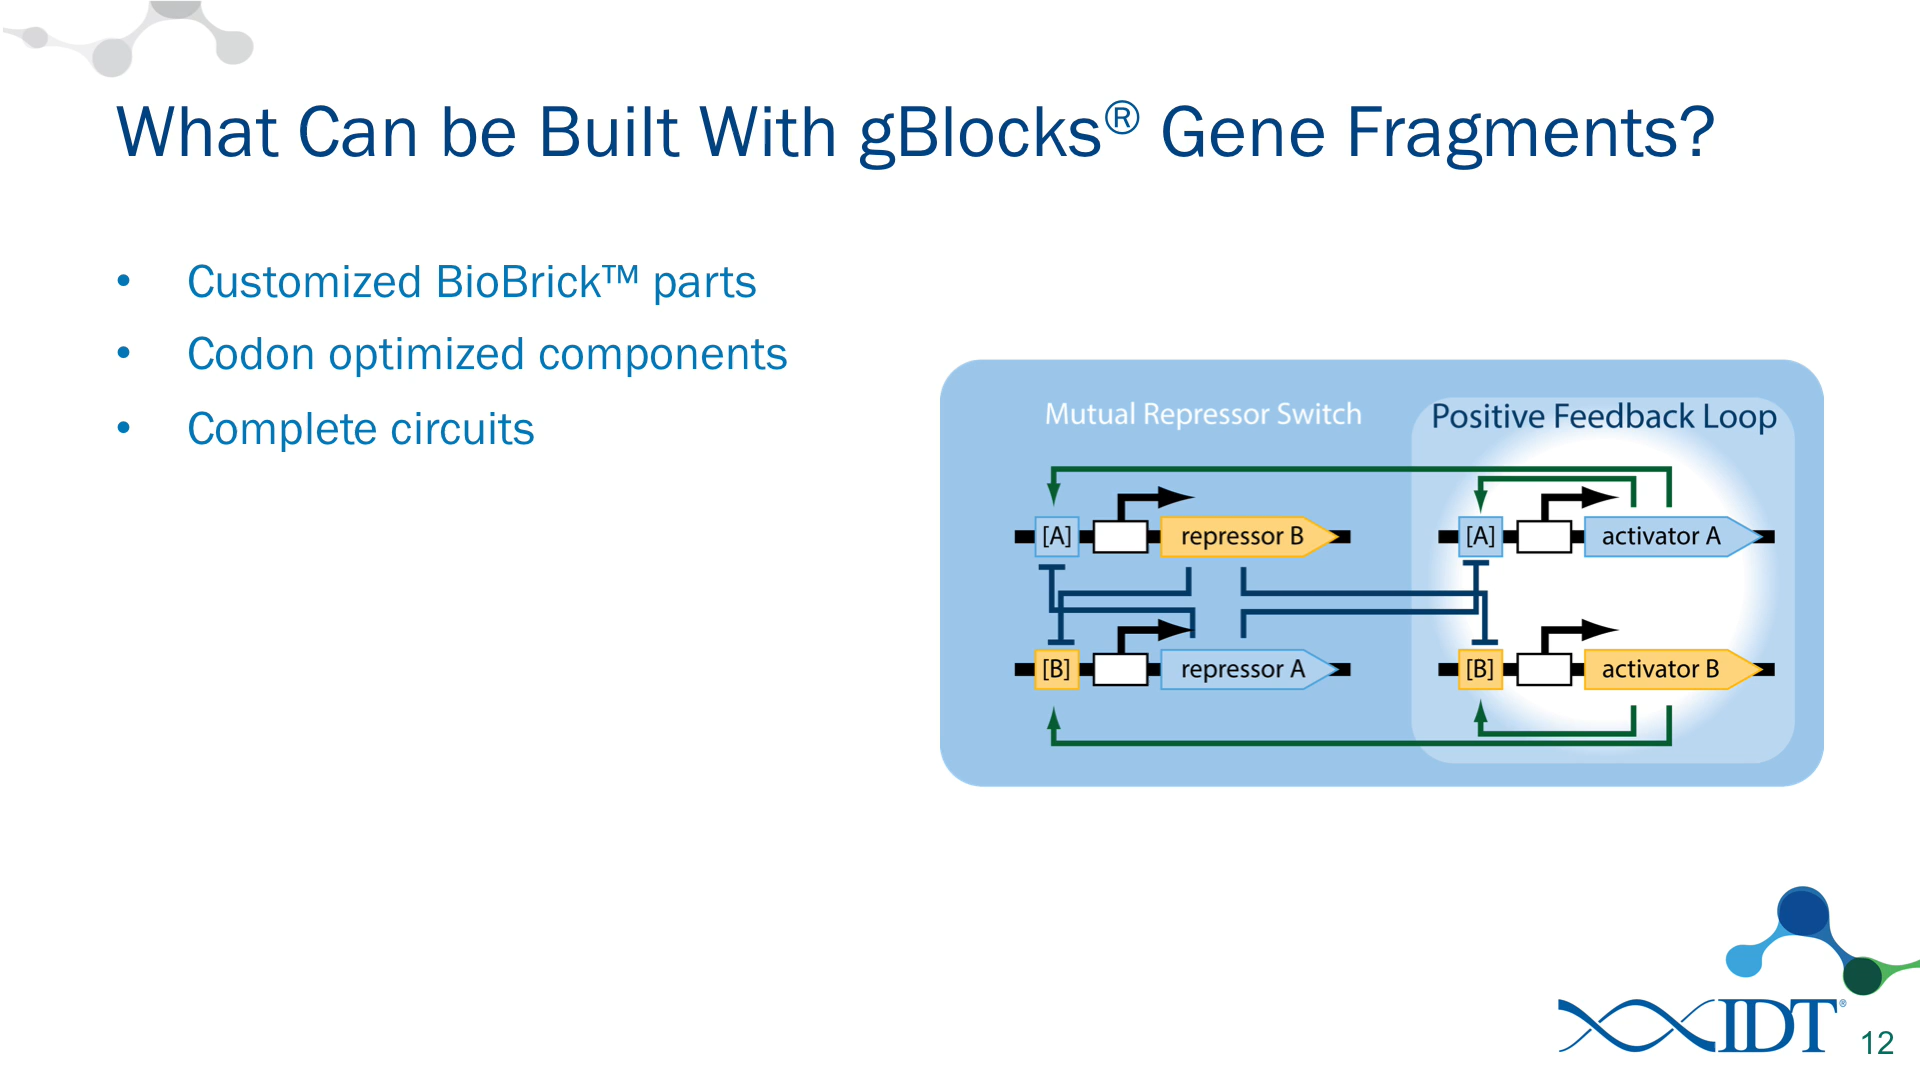 What Can be Built With gBlocks® Gene Fragments?
• Customized BioBrick™ parts
• Codon optimized components
• Complete circuits
Mutual Repressor Switch
Positive Feedback Loop
[A] repressor B
[A] activator A
[B] repressor A
[B] activator B
IDT®
12